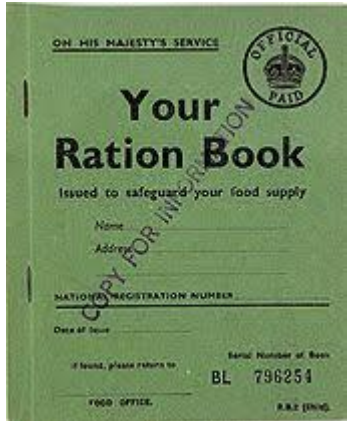 ON HIS MAJESTY'S SERVICE
OFFICIAL PAID
Your
Ration Book
Issued to safeguard your food supply
Name
Address
COPY FOR INFORMATION
NATIONAL REGISTRATION NUMBER
Date of Issue
Serial Number of Book
If found, please return to
BL 796254
FOOD OFFICE.
R.B.2 (Child).